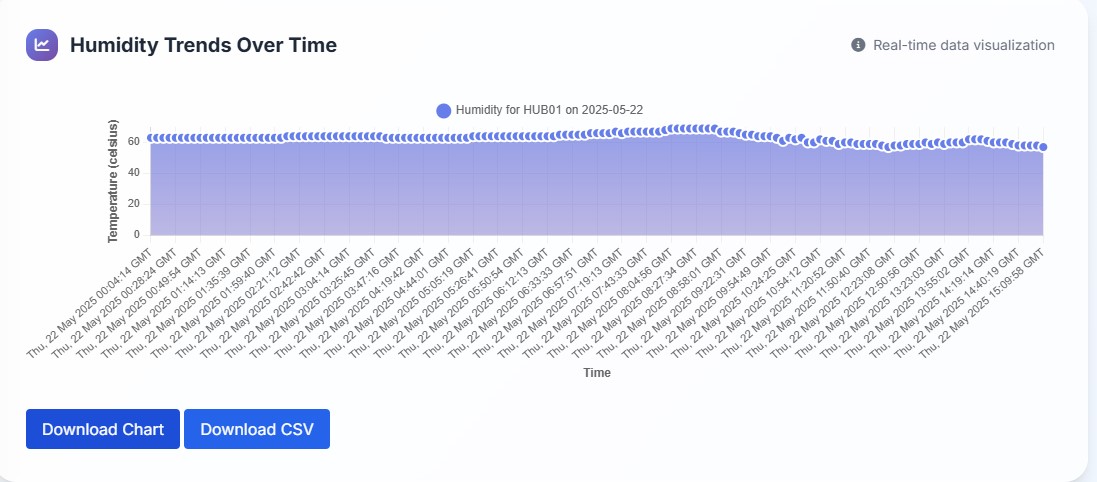 Humidity Trends Over Time
Real-time data visualization
Humidity for HUB01 on 2025-05-22
Temperature (celsius)
60
40
20
0
Thu, 22 May 2025 00:04:14 GMT
Thu, 22 May 2025 00:28:24 GMT
Thu, 22 May 2025 00:49:54 GMT
Thu, 22 May 2025 01:14:13 GMT
Thu, 22 May 2025 01:35:39 GMT
Thu, 22 May 2025 01:59:40 GMT
Thu, 22 May 2025 02:21:12 GMT
Thu, 22 May 2025 02:42:42 GMT
Thu, 22 May 2025 03:04:14 GMT
Thu, 22 May 2025 03:25:45 GMT
Thu, 22 May 2025 03:47:16 GMT
Thu, 22 May 2025 04:19:42 GMT
Thu, 22 May 2025 04:44:01 GMT
Thu, 22 May 2025 05:05:19 GMT
Thu, 22 May 2025 05:26:41 GMT
Thu, 22 May 2025 05:50:54 GMT
Thu, 22 May 2025 06:12:13 GMT
Thu, 22 May 2025 06:33:33 GMT
Thu, 22 May 2025 06:57:51 GMT
Thu, 22 May 2025 07:19:13 GMT
Thu, 22 May 2025 07:43:33 GMT
Thu, 22 May 2025 08:04:56 GMT
Thu, 22 May 2025 08:27:34 GMT
Thu, 22 May 2025 08:58:01 GMT
Thu, 22 May 2025 09:22:31 GMT
Thu, 22 May 2025 09:54:49 GMT
Thu, 22 May 2025 10:24:25 GMT
Thu, 22 May 2025 10:54:12 GMT
Thu, 22 May 2025 11:20:52 GMT
Thu, 22 May 2025 11:50:40 GMT
Thu, 22 May 2025 12:23:08 GMT
Thu, 22 May 2025 12:50:56 GMT
Thu, 22 May 2025 13:23:03 GMT
Thu, 22 May 2025 13:55:02 GMT
Thu, 22 May 2025 14:19:14 GMT
Thu, 22 May 2025 14:40:19 GMT
Thu, 22 May 2025 15:09:58 GMT
Time
Download Chart
Download CSV